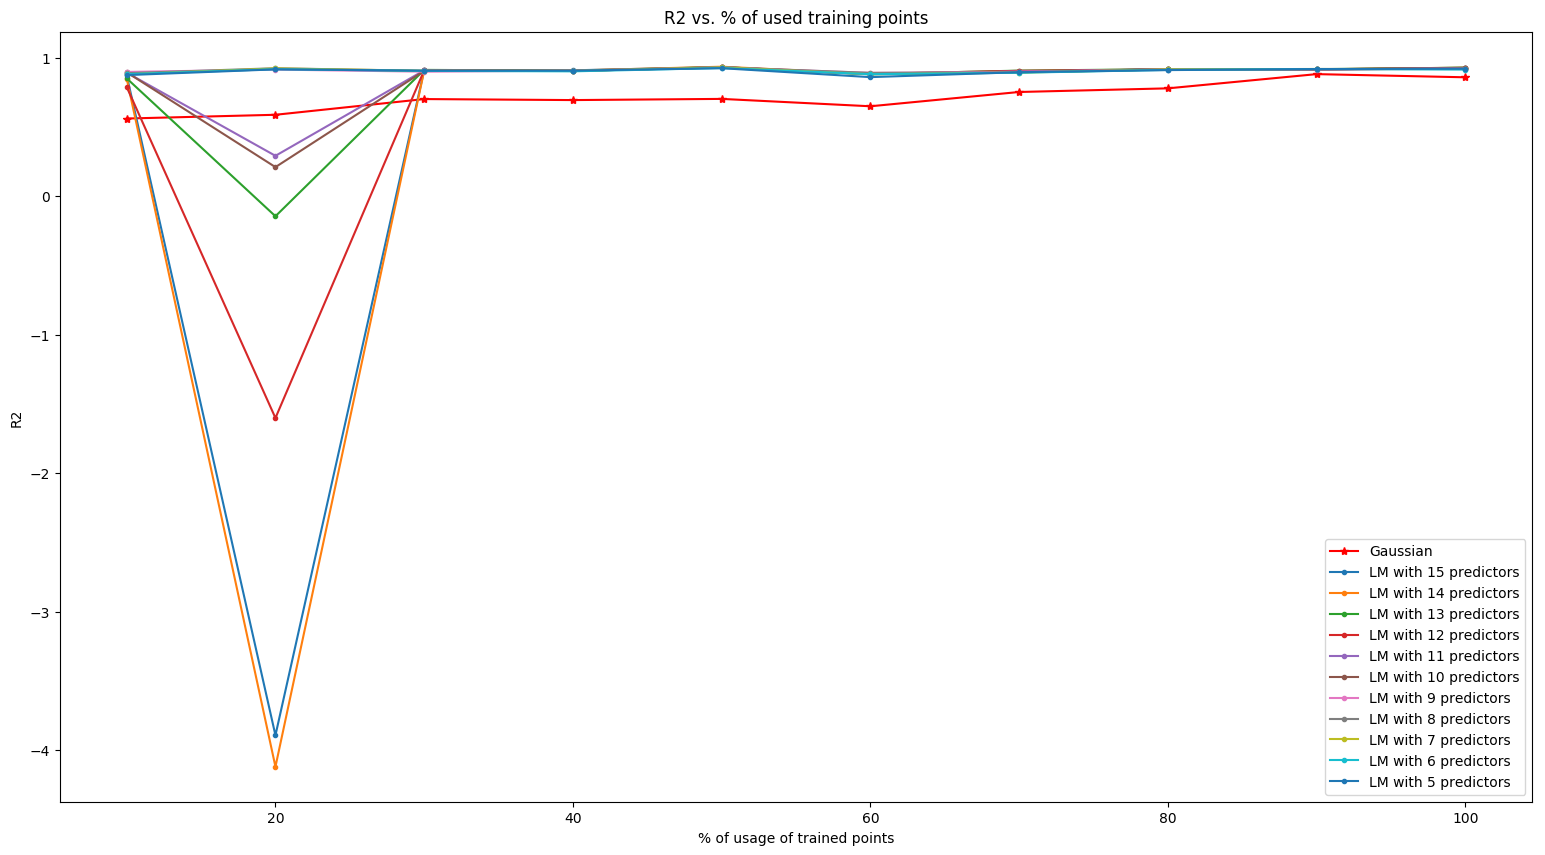 R2 vs. % of used training points
1
0
−1
−2
−3
−4
R2
20
40
60
80
100
% of usage of trained points
Gaussian
LM with 15 predictors
LM with 14 predictors
LM with 13 predictors
LM with 12 predictors
LM with 11 predictors
LM with 10 predictors
LM with 9 predictors
LM with 8 predictors
LM with 7 predictors
LM with 6 predictors
LM with 5 predictors